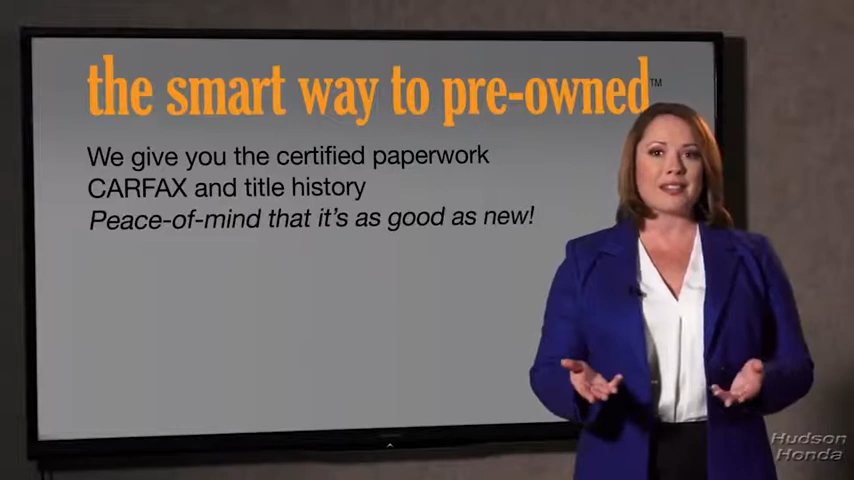 the smart way to pre-owned™
We give you the certified paperwork
CARFAX and title history
Peace-of-mind that it's as good as new!
Hudson
Honda